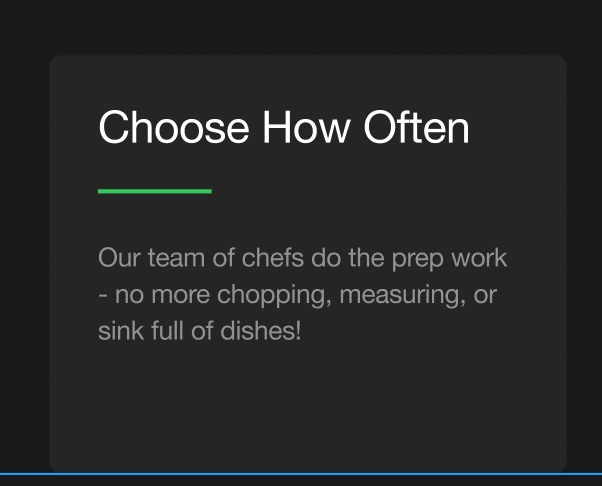 Choose How Often
Our team of chefs do the prep work
- no more chopping, measuring, or
sink full of dishes!